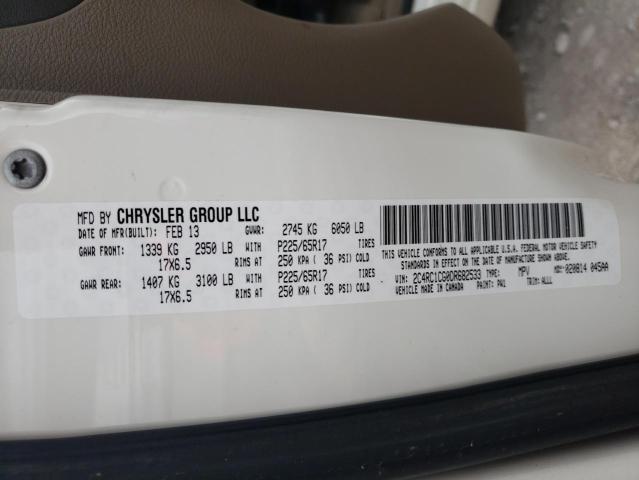 MFD BY CHRYSLER GROUP LLC
DATE OF MFR(BUILT): FEB 13 GVWR: 2745 KG 6050 LB
GAWR FRONT: 1339 KG 2950 LB WITH P225/65R17 TIRES
17X6.5 RIMS AT 250 KPA ( 36 PSI) COLD
GAWR REAR: 1407 KG 3100 LB WITH P225/65R17 TIRES
17X6.5 RIMS AT 250 KPA ( 36 PSI) COLD
THIS VEHICLE CONFORMS TO ALL APPLICABLE U.S.A. FEDERAL MOTOR VEHICLE SAFETY
STANDARDS IN EFFECT ON THE DATE OF MANUFACTURE SHOWN ABOVE.
VIN: 2C4RC1CG0DR682533 TYPE: MPV MDH: 020814 045AA
VEHICLE MADE IN CANADA PAINT: PW1 TRIM: ALLL